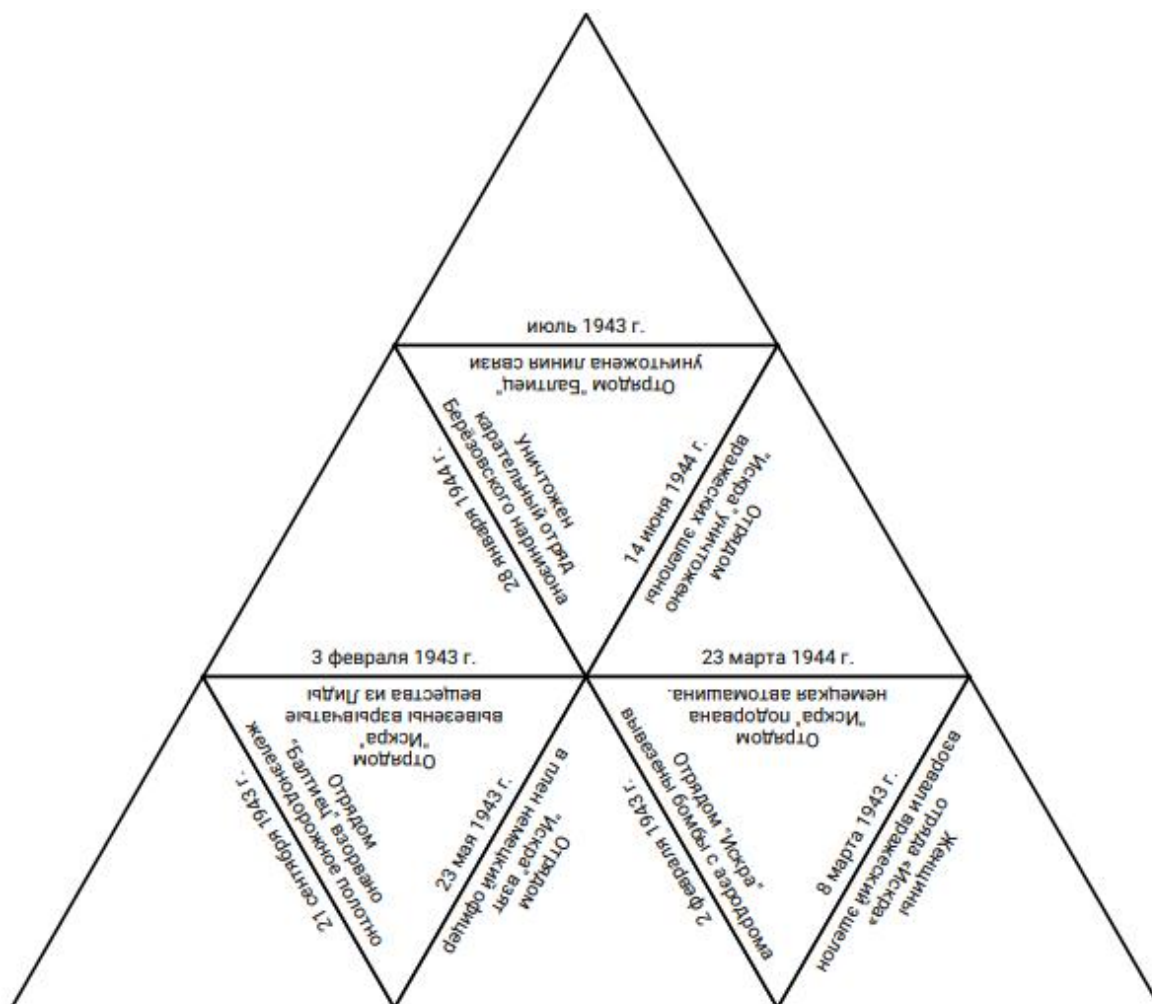 июль 1943 г.
Отрядом "Балтиец"
уничтожена линия связи
28 января 1944 г.
Уничтожен
карательный отряд
Берёзовского нарнизона
14 июня 1944 г.
Отрядом
"Искра" уничтожено
вражеских эшелоны
3 февраля 1943 г.
Отрядом
"Искра"
вывезены взрывчатые
вещества из Лиды
23 марта 1944 г.
Отрядом
"Искра" подорвана
немецкая автомашина.
21 сентября 1943 г.
Отрядом
"Балтиец" взорвано
железнодорожное полотно
23 мая 1943 г.
Отрядом
"Искра" взят
в плен немецкий офицер
2 февраля 1943 г.
Отрядом "Искра"
вывезены бомбы с аэродрома
8 марта 1943 г.
Женщины
отряда «Искра»
взорвали вражеский эшелон